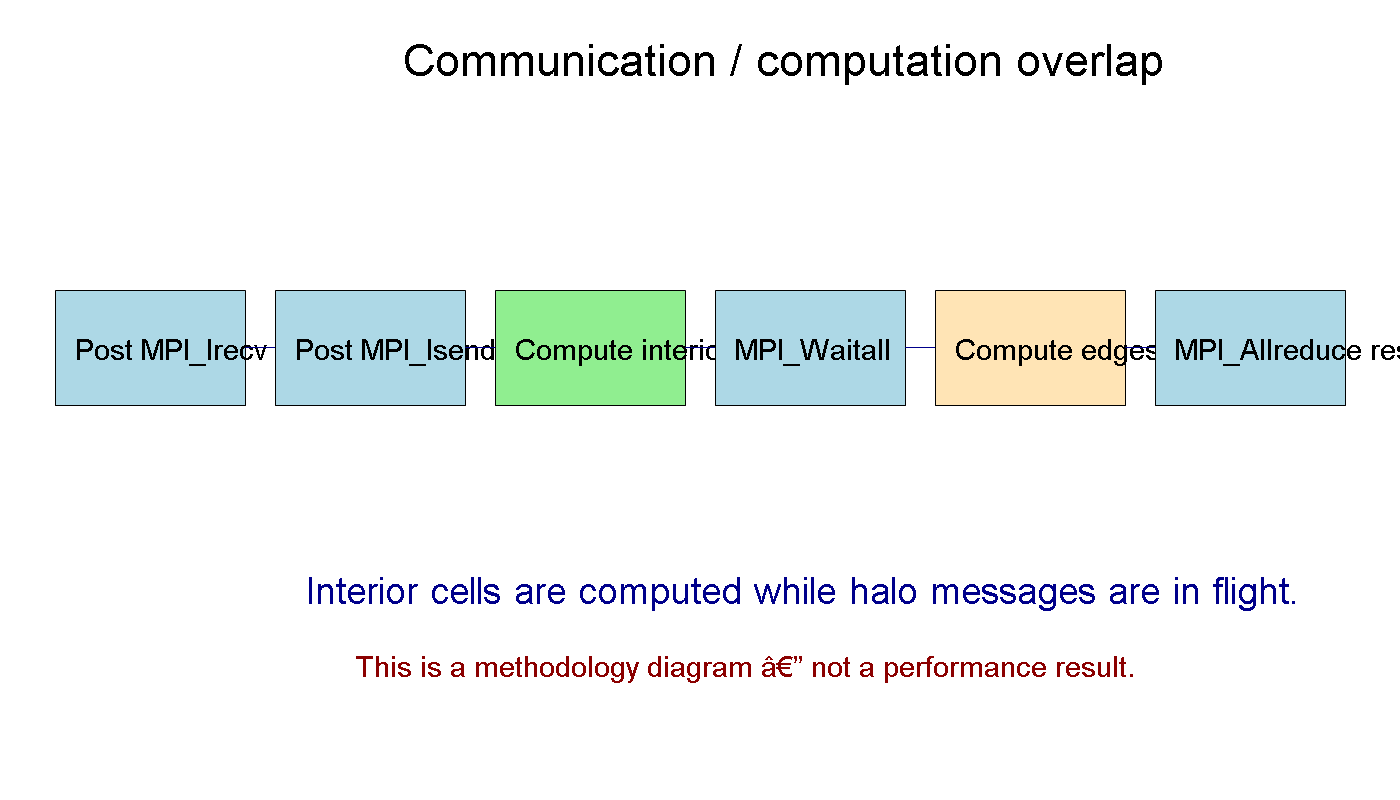 Communication / computation overlap
Post MPI_Irecv
Post MPI_Isend
Compute interio
MPI_Waitall
Compute edges
MPI_Allreduce res
Interior cells are computed while halo messages are in flight.
This is a methodology diagram â€” not a performance result.